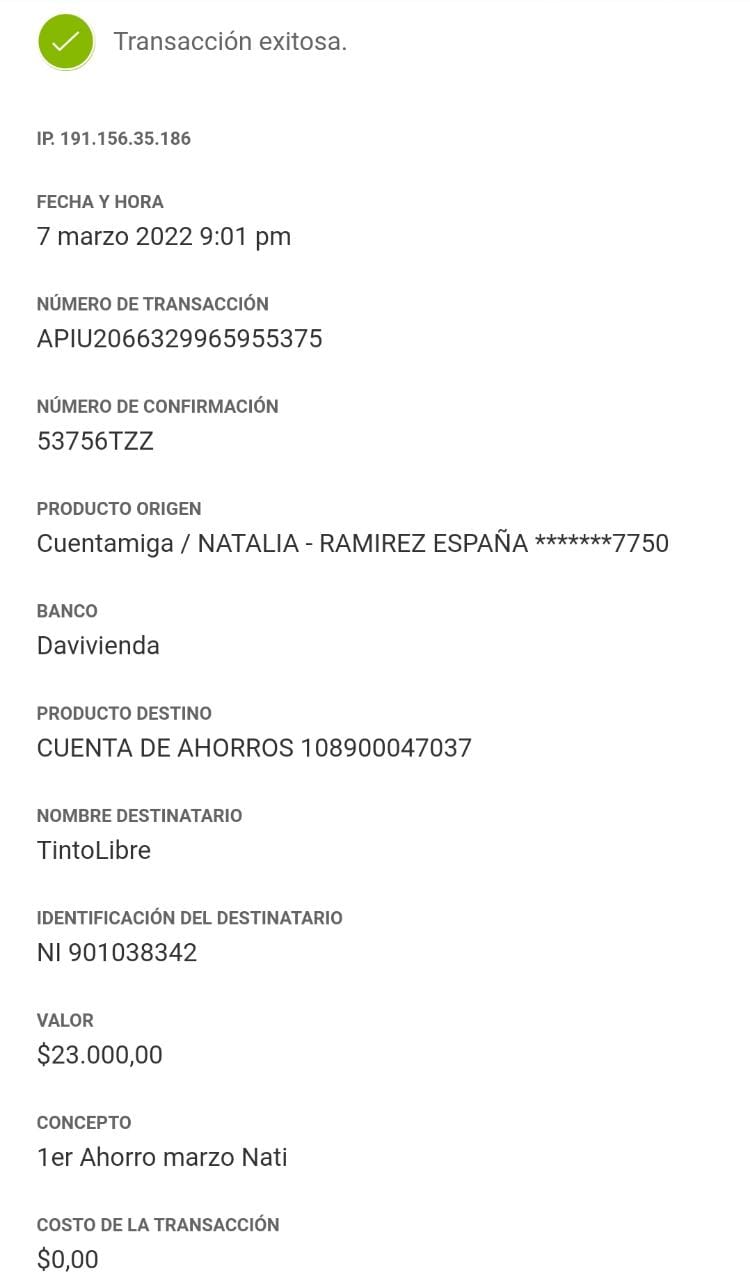 Transacción exitosa.
IP. 191.156.35.186
FECHA Y HORA
7 marzo 2022 9:01 pm
NÚMERO DE TRANSACCIÓN
APIU2066329965955375
NÚMERO DE CONFIRMACIÓN
53756TZZ
PRODUCTO ORIGEN
Cuentamiga / NATALIA - RAMIREZ ESPAÑA *******7750
BANCO
Davivienda
PRODUCTO DESTINO
CUENTA DE AHORROS 108900047037
NOMBRE DESTINATARIO
TintoLibre
IDENTIFICACIÓN DEL DESTINATARIO
NI 901038342
VALOR
$23.000,00
CONCEPTO
1er Ahorro marzo Nati
COSTO DE LA TRANSACCIÓN
$0,00